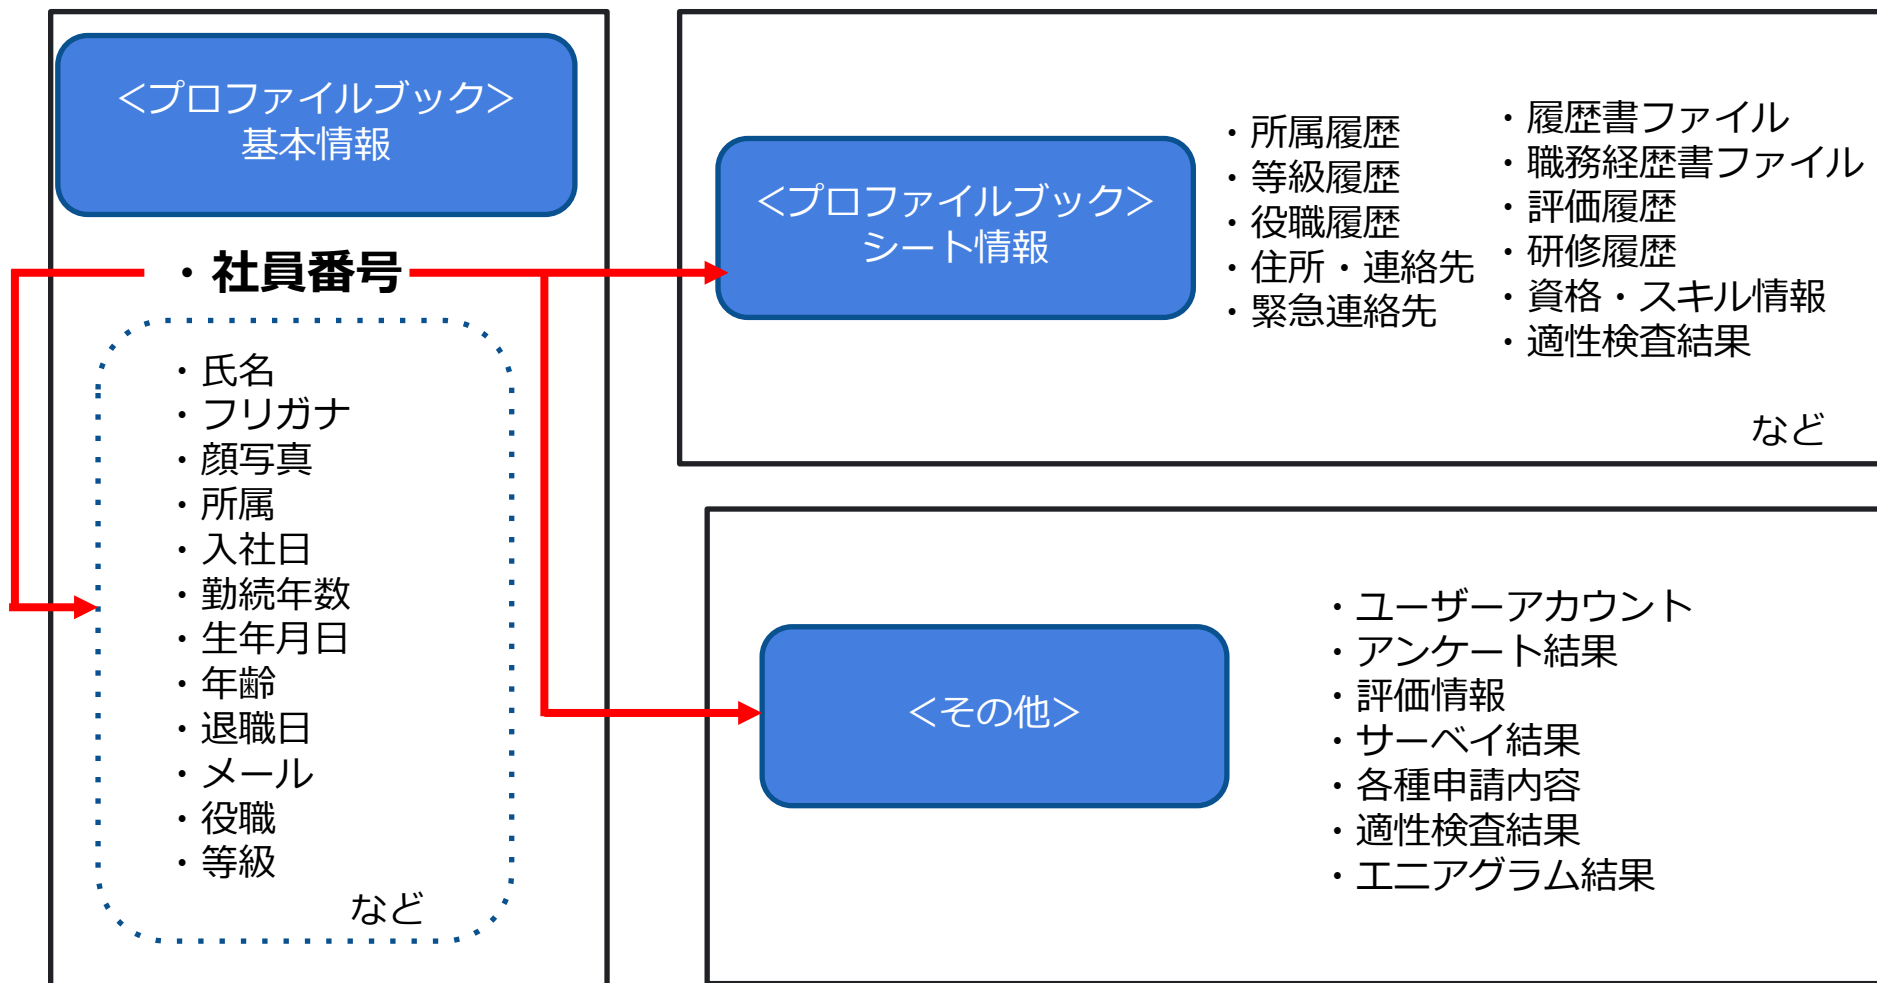 ＜プロファイルブック＞
基本情報
・社員番号
・氏名
・フリガナ
・顔写真
・所属
・入社日
・勤続年数
・生年月日
・年齢
・退職日
・メール
・役職
・等級
など
＜プロファイルブック＞
シート情報
・所属履歴
・等級履歴
・役職履歴
・住所・連絡先
・緊急連絡先
・履歴書ファイル
・職務経歴書ファイル
・評価履歴
・研修履歴
・資格・スキル情報
・適性検査結果
など
＜その他＞
・ユーザーアカウント
・アンケート結果
・評価情報
・サーベイ結果
・各種申請内容
・適性検査結果
・エニアグラム結果